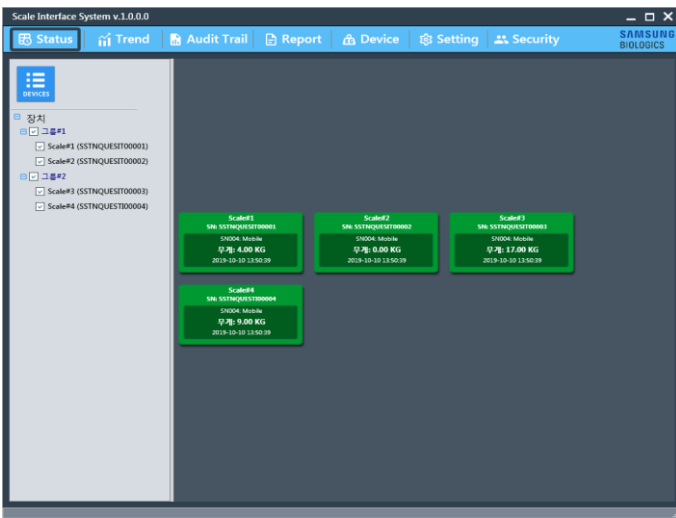 Scale Interface System v.1.0.0.0
Status Trend Audit Trail Report Device Setting Security
SAMSUNG
BIOLOGICS
DEVICES
장치
그룹#1
Scale#1 (SSTNQUESIT00001)
Scale#2 (SSTNQUESIT00002)
그룹#2
Scale#3 (SSTNQUESIT00003)
Scale#4 (SSTNQUESTI00004)
Scale#1
SN: SSTNQUESIT00001
SN004: Mobile
무게: 4.00 KG
2019-10-10 13:50:39
Scale#2
SN: SSTNQUESIT00002
SN004: Mobile
무게: 0.00 KG
2019-10-10 13:50:39
Scale#3
SN: SSTNQUESIT00003
SN004: Mobile
무게: 17.00 KG
2019-10-10 13:50:39
Scale#4
SN: SSTNQUESTI00004
SN004: Mobile
무게: 9.00 KG
2019-10-10 13:50:39